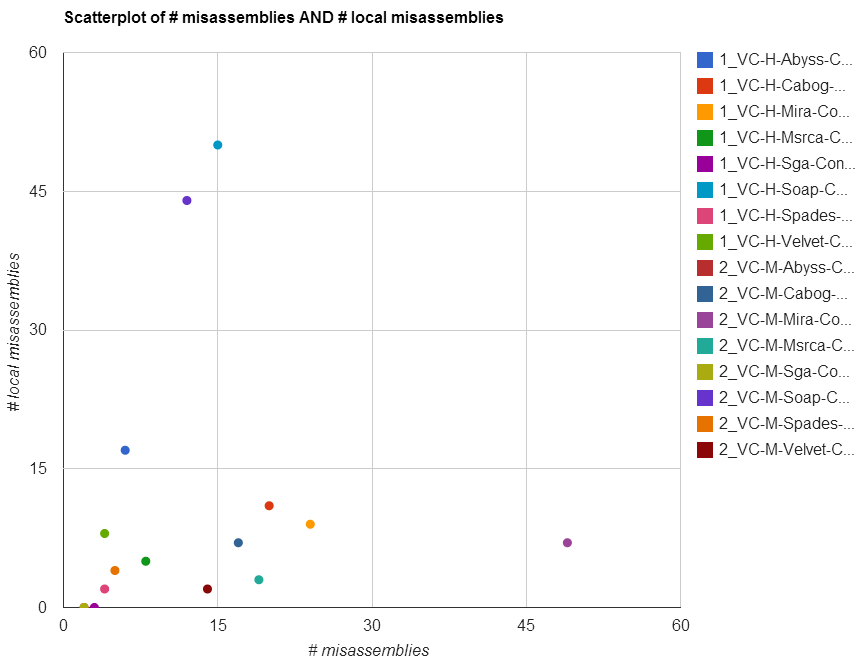 Scatterplot of # misassemblies AND # local misassemblies
60
45
30
15
0
0 15 30 45 60
# local misassemblies
# misassemblies
1_VC-H-Abyss-C...
1_VC-H-Cabog-...
1_VC-H-Mira-Co...
1_VC-H-Msrca-C...
1_VC-H-Sga-Con...
1_VC-H-Soap-C...
1_VC-H-Spades-...
1_VC-H-Velvet-C...
2_VC-M-Abyss-C...
2_VC-M-Cabog-...
2_VC-M-Mira-Co...
2_VC-M-Msrca-C...
2_VC-M-Sga-Co...
2_VC-M-Soap-C...
2_VC-M-Spades-...
2_VC-M-Velvet-C...